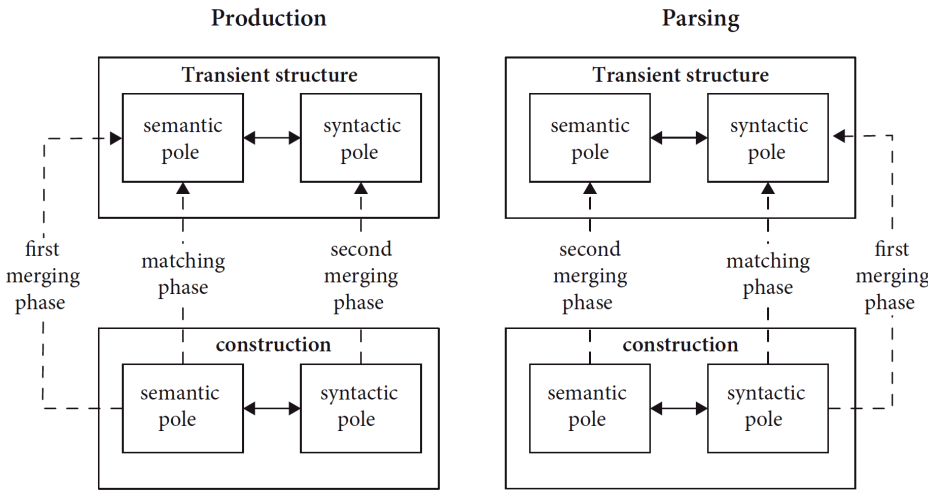 Production
Transient structure
semantic
pole
syntactic
pole
first
merging
phase
matching
phase
second
merging
phase
construction
semantic
pole
syntactic
pole
Parsing
Transient structure
semantic
pole
syntactic
pole
second
merging
phase
matching
phase
first
merging
phase
construction
semantic
pole
syntactic
pole